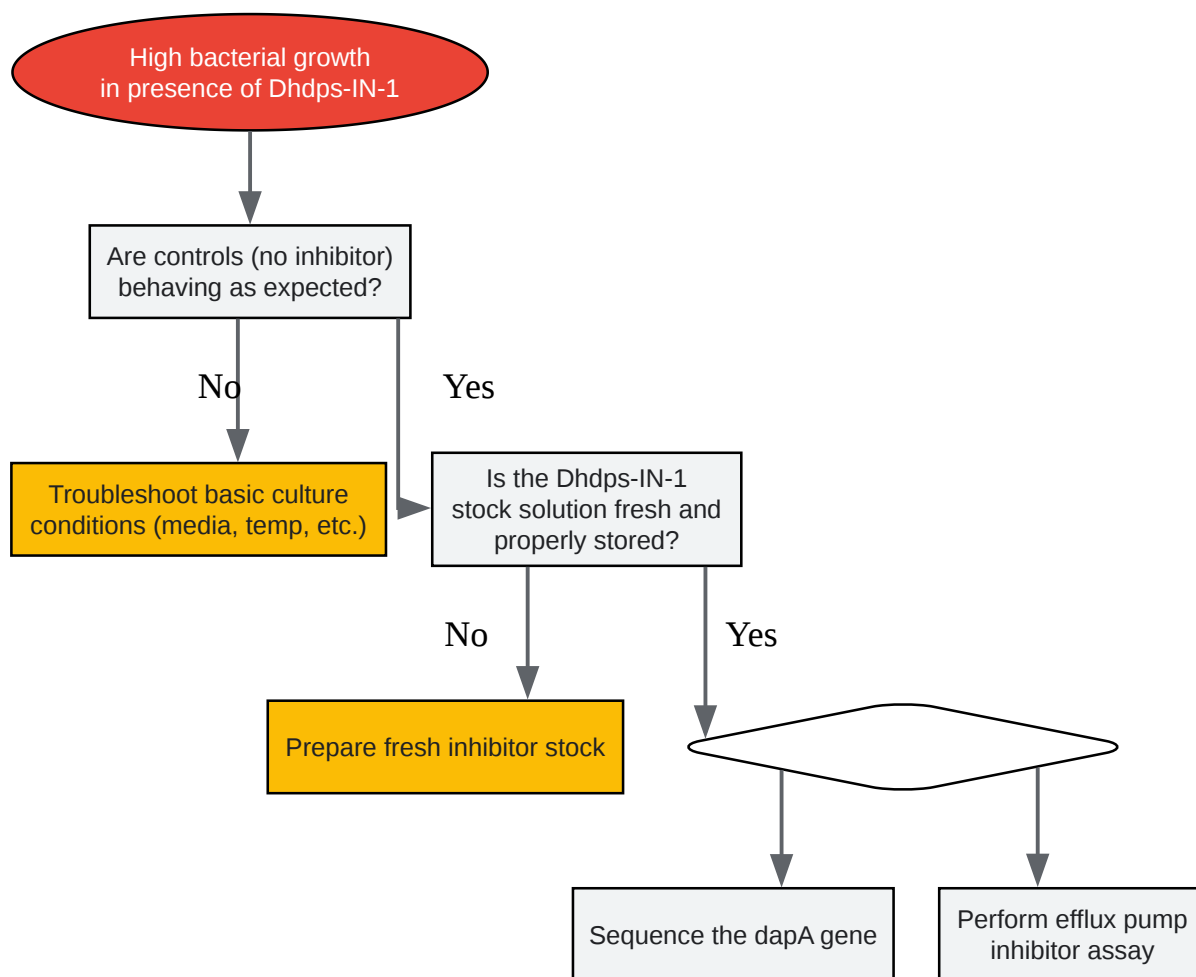 High bacterial growth
in presence of Dhdps-IN-1
Are controls (no inhibitor)
behaving as expected?
No
Yes
Troubleshoot basic culture
conditions (media, temp, etc.)
Is the Dhdps-IN-1
stock solution fresh and
properly stored?
No
Yes
Prepare fresh inhibitor stock
Sequence the dapA gene
Perform efflux pump
inhibitor assay